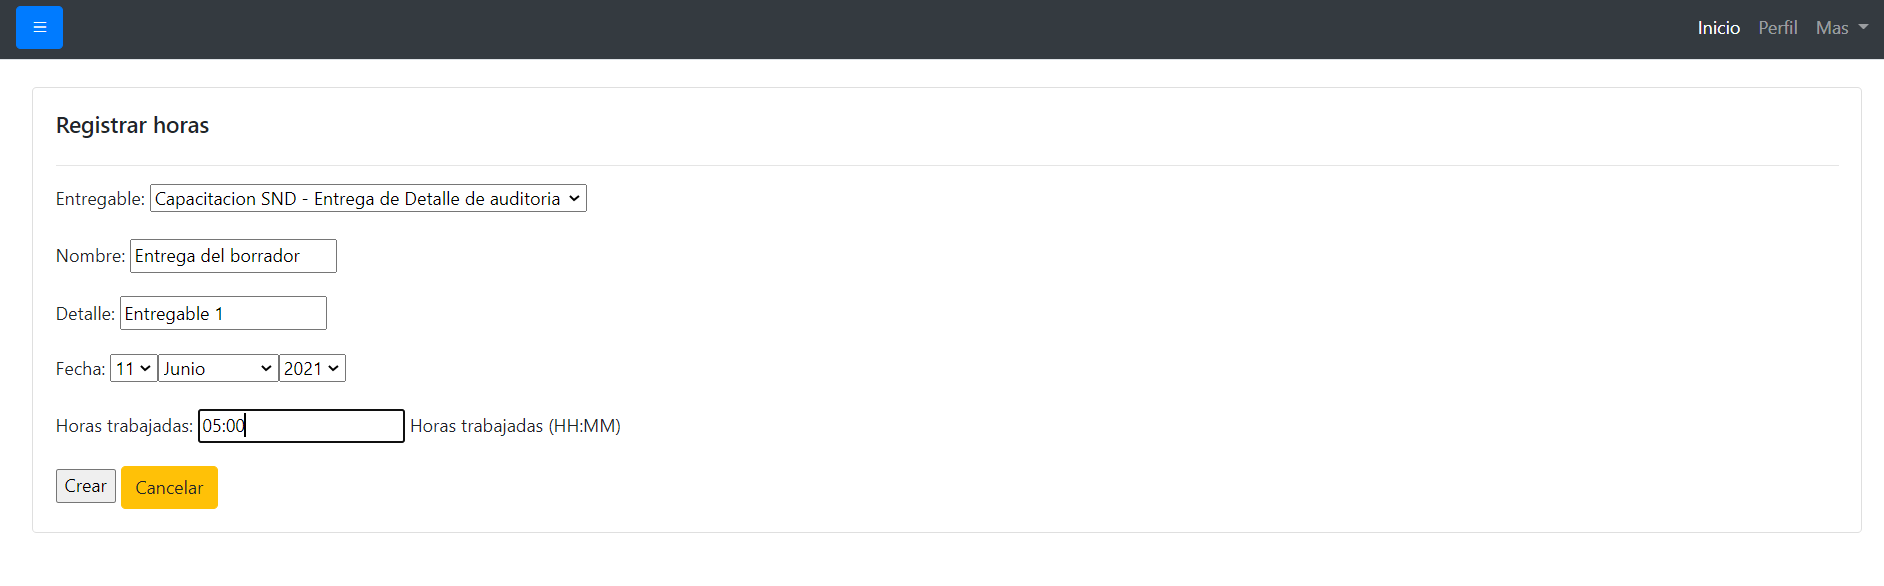 Inicio Perfil Mas
Registrar horas
Entregable: Capacitacion SND - Entrega de Detalle de auditoria
Nombre: Entrega del borrador
Detalle: Entregable 1
Fecha: 11 Junio 2021
Horas trabajadas: 05:00 Horas trabajadas (HH:MM)
Crear Cancelar